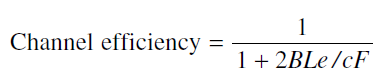 Channel efficiency = 1 / 1 + 2BLe/cF